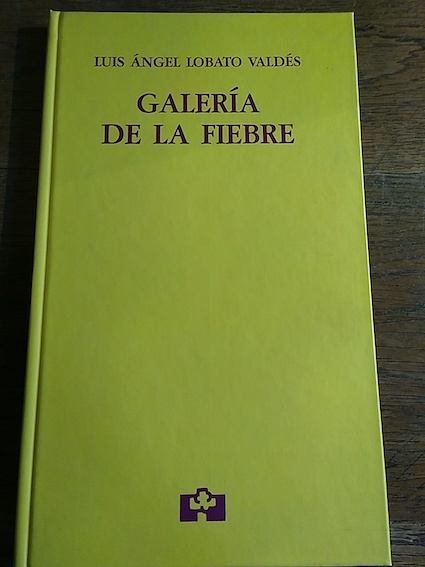 LUIS ÁNGEL LOBATO VALDÉS
GALERÍA
DE LA FIEBRE